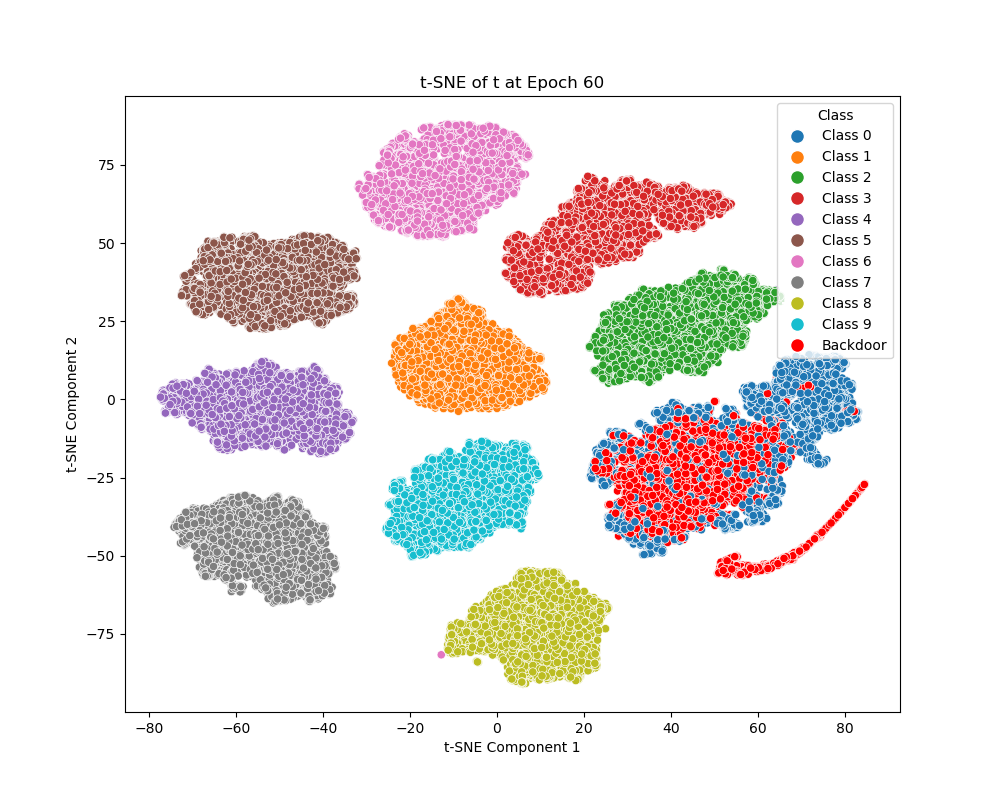 t-SNE of t at Epoch 60
Class
Class 0
Class 1
Class 2
Class 3
Class 4
Class 5
Class 6
Class 7
Class 8
Class 9
Backdoor
75
50
25
0
−25
−50
−75
t-SNE Component 2
−80 −60 −40 −20 0 20 40 60 80
t-SNE Component 1